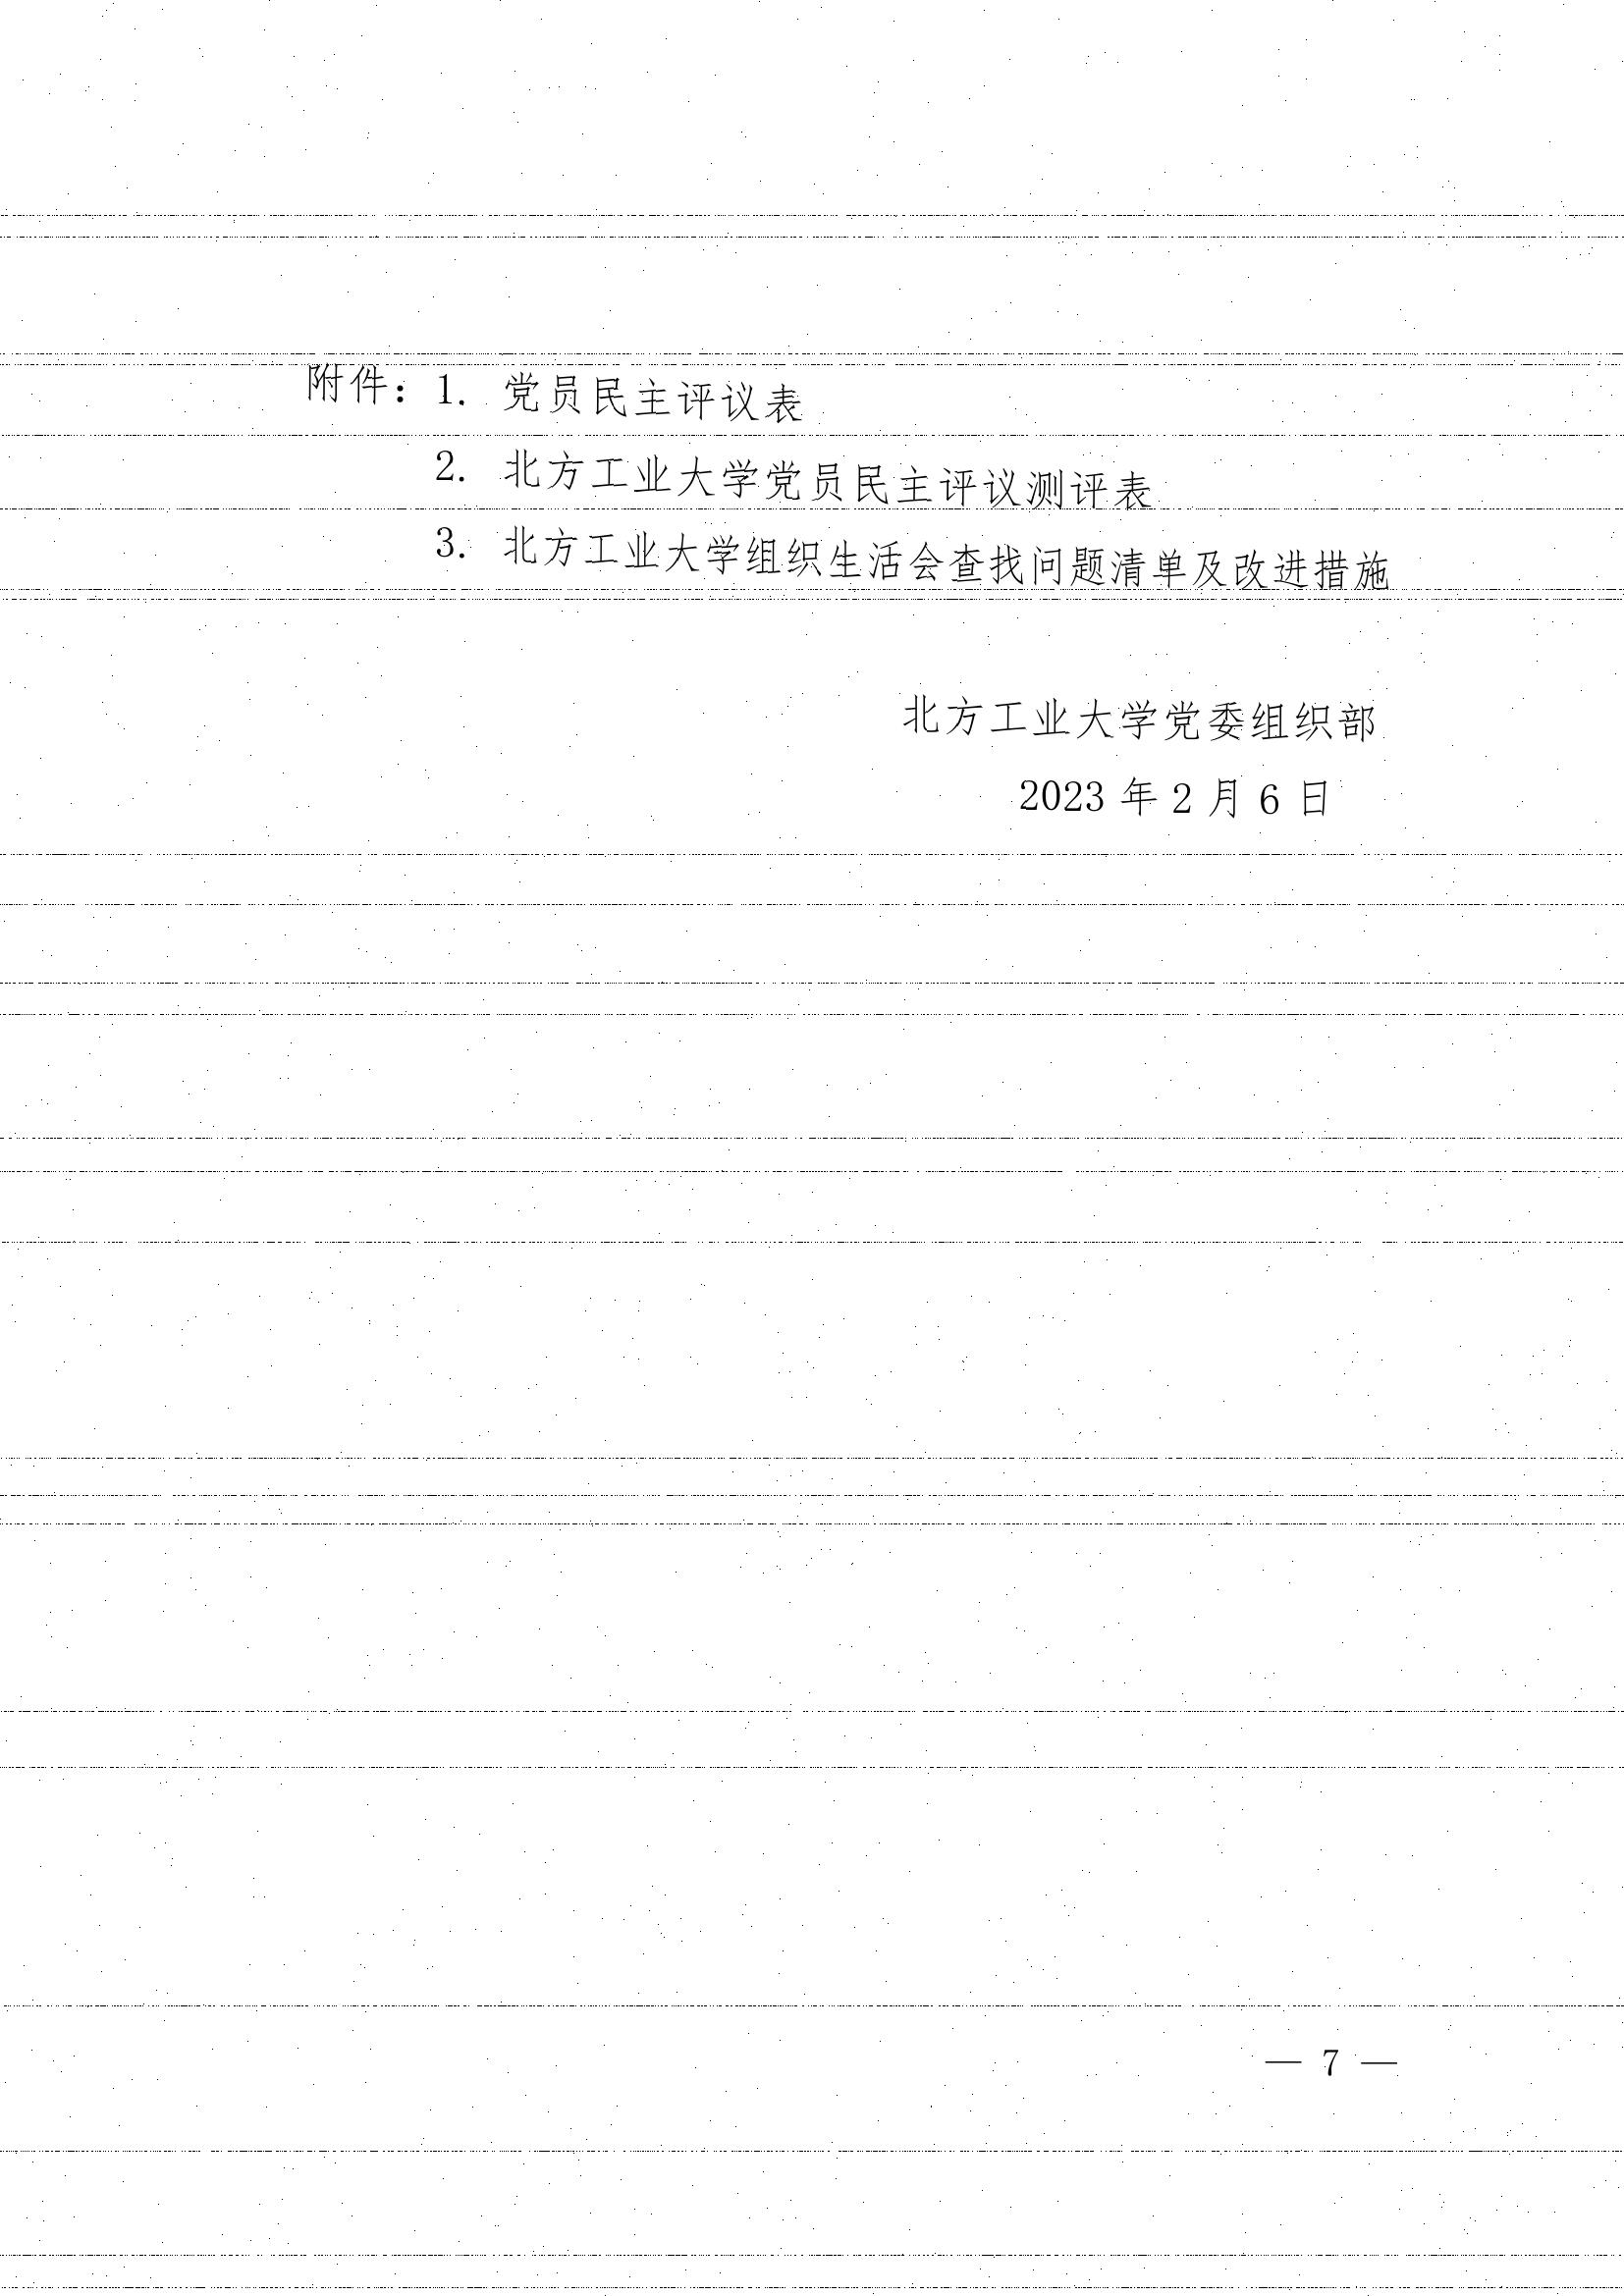 附件：1. 党员民主评议表
2. 北方工业大学党员民主评议测评表
3. 北方工业大学组织生活会查找问题清单及改进措施
北方工业大学党委组织部
2023 年 2 月 6 日
— 7 —